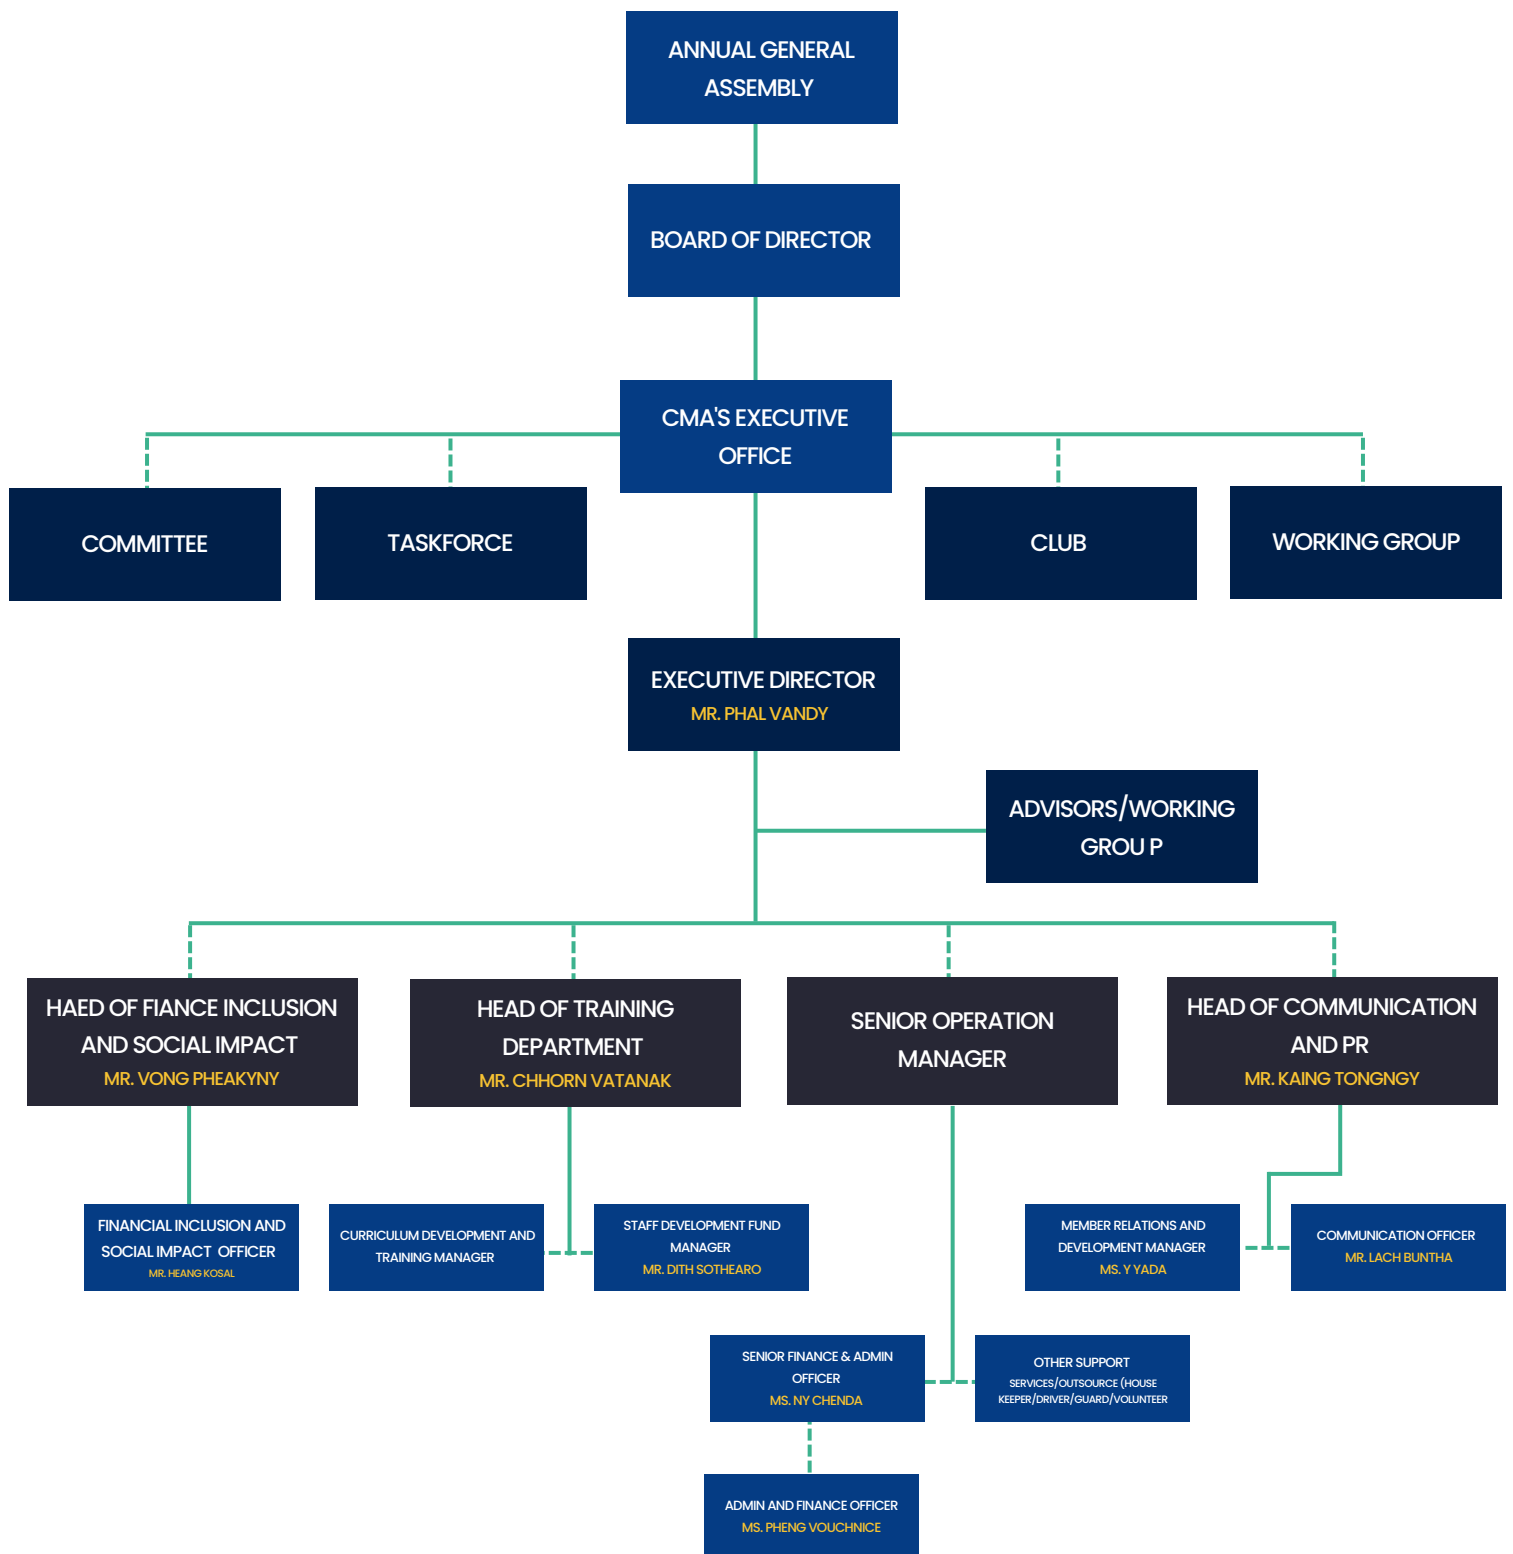 ANNUAL GENERAL
ASSEMBLY
BOARD OF DIRECTOR
CMA'S EXECUTIVE
OFFICE
COMMITTEE
TASKFORCE
CLUB
WORKING GROUP
EXECUTIVE DIRECTOR
MR. PHAL VANDY
ADVISORS/WORKING
GROU P
HAED OF FIANCE INCLUSION
AND SOCIAL IMPACT
MR. VONG PHEAKYNY
HEAD OF TRAINING
DEPARTMENT
MR. CHHORN VATANAK
SENIOR OPERATION
MANAGER
HEAD OF COMMUNICATION
AND PR
MR. KAING TONGNGY
FINANCIAL INCLUSION AND
SOCIAL IMPACT OFFICER
MR. HEANG KOSAL
CURRICULUM DEVELOPMENT AND
TRAINING MANAGER
STAFF DEVELOPMENT FUND
MANAGER
MR. DITH SOTHEARO
MEMBER RELATIONS AND
DEVELOPMENT MANAGER
MS. Y YADA
COMMUNICATION OFFICER
MR. LACH BUNTHA
SENIOR FINANCE & ADMIN
OFFICER
MS. NY CHENDA
OTHER SUPPORT
SERVICES/OUTSOURCE (HOUSE
KEEPER/DRIVER/GUARD/VOLUNTEER
ADMIN AND FINANCE OFFICER
MS. PHENG VOUCHNICE